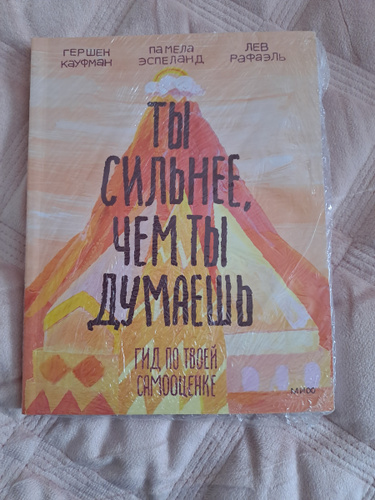 ГЕРШЕН ПАМЕЛА ЛЕВ
КАУФМАН ЭСПЕЛАНД РАФАЭЛЬ
ТЫ
СИЛЬНЕЕ,
ЧЕМ ТЫ
ДУМАЕШЬ
ГИД ПО ТВОЕЙ
САМООЦЕНКЕ